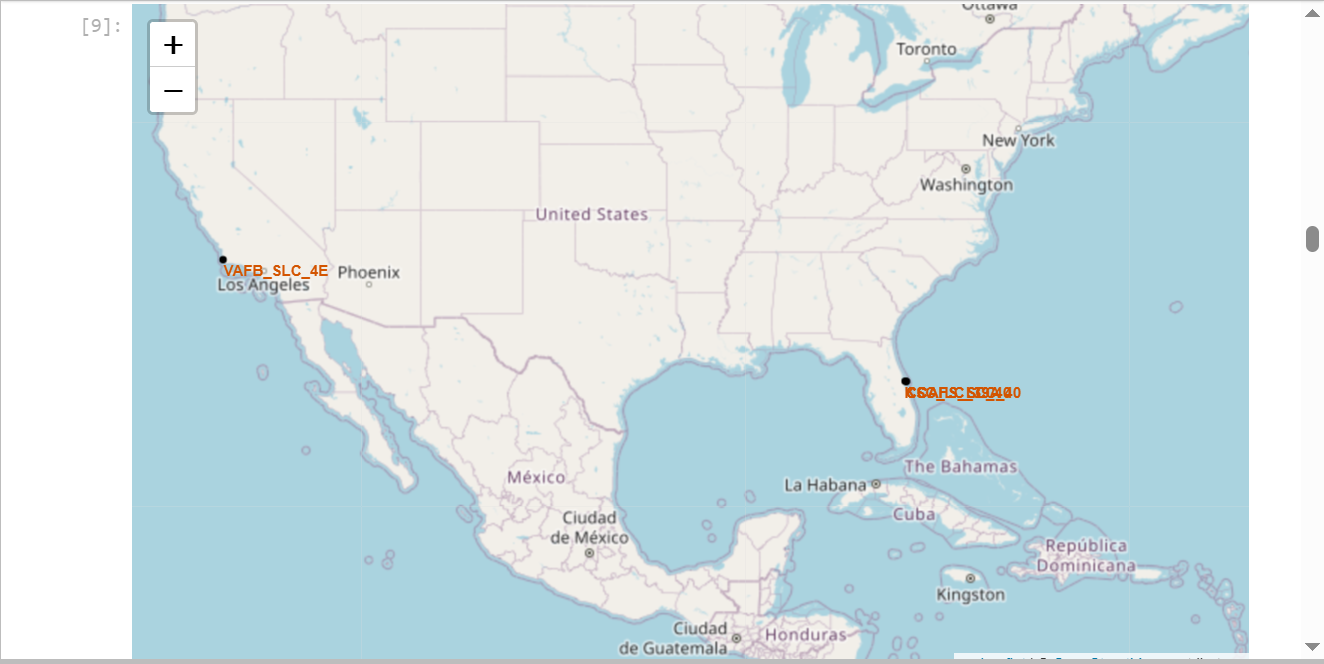 [9]:
+
−
Ottawa
Toronto
New York
Washington
United States
VAFB_SLC_4E
Los Angeles
Phoenix
La Habana
The Bahamas
Cuba
México
Ciudad
de México
República
Dominicana
Kingston
Ciudad
de Guatemala
Honduras